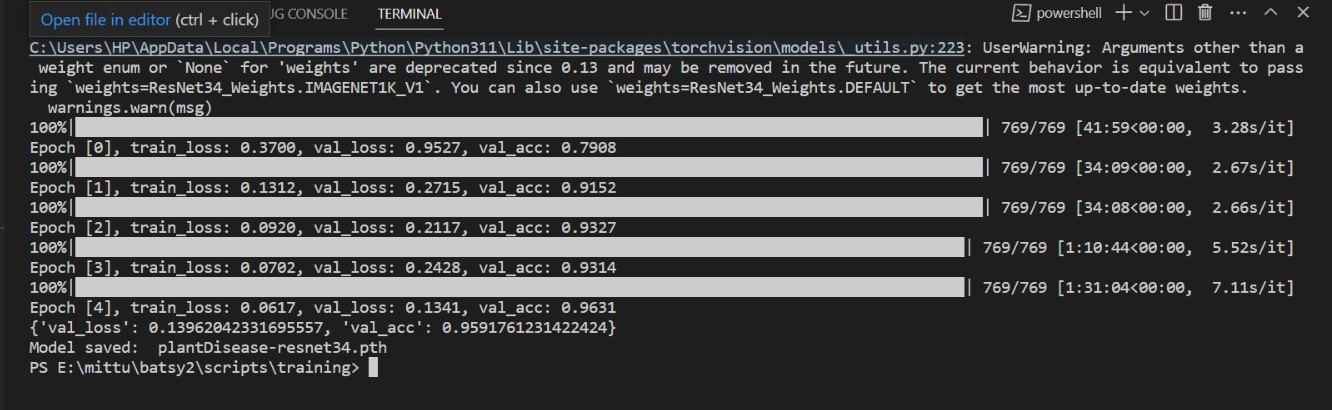 Open file in editor (ctrl + click)
UG CONSOLE
TERMINAL
powershell
C:\Users\HP\AppData\Local\Programs\Python\Python311\Lib\site-packages\torchvision\models\_utils.py:223: UserWarning: Arguments other than a
weight enum or `None` for 'weights' are deprecated since 0.13 and may be removed in the future. The current behavior is equivalent to pass
ing `weights=ResNet34_Weights.IMAGENET1K_V1`. You can also use `weights=ResNet34_Weights.DEFAULT` to get the most up-to-date weights.
warnings.warn(msg)
100%| | 769/769 [41:59<00:00, 3.28s/it]
Epoch [0], train_loss: 0.3700, val_loss: 0.9527, val_acc: 0.7908
100%| | 769/769 [34:09<00:00, 2.67s/it]
Epoch [1], train_loss: 0.1312, val_loss: 0.2715, val_acc: 0.9152
100%| | 769/769 [34:08<00:00, 2.66s/it]
Epoch [2], train_loss: 0.0920, val_loss: 0.2117, val_acc: 0.9327
100%| | 769/769 [1:10:44<00:00, 5.52s/it]
Epoch [3], train_loss: 0.0702, val_loss: 0.2428, val_acc: 0.9314
100%| | 769/769 [1:31:04<00:00, 7.11s/it]
Epoch [4], train_loss: 0.0617, val_loss: 0.1341, val_acc: 0.9631
{'val_loss': 0.13962042331695557, 'val_acc': 0.9591761231422424}
Model saved:  plantDisease-resnet34.pth
PS E:\mittu\batsy2\scripts\training>